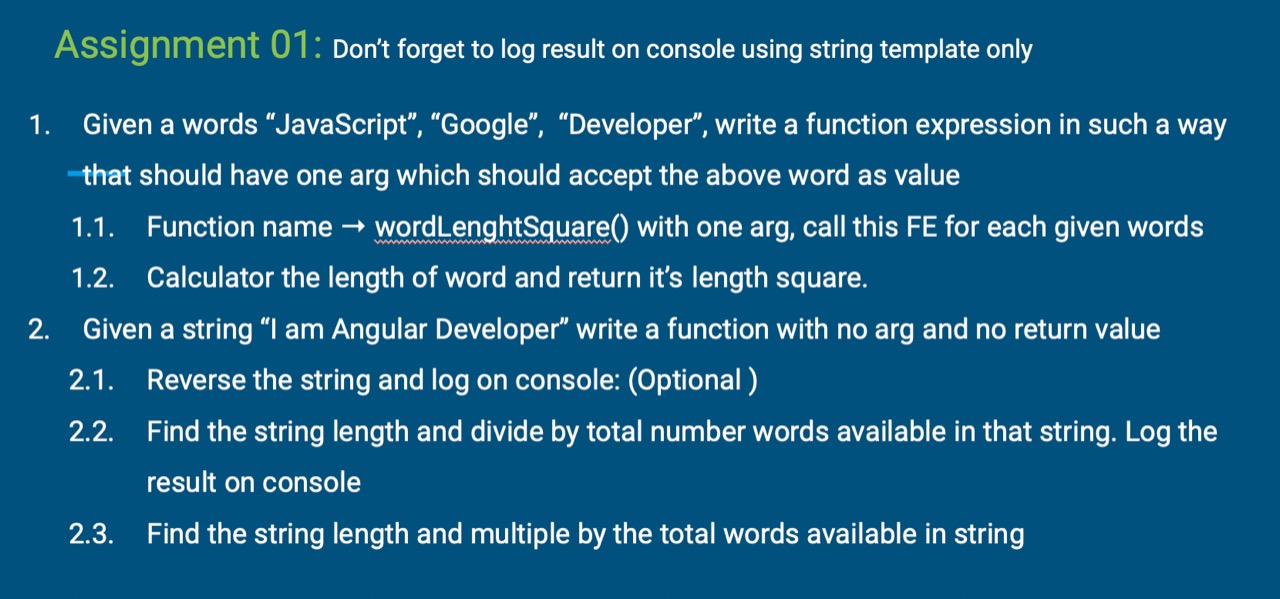 Assignment 01: Don’t forget to log result on console using string template only
1. Given a words “JavaScript”, “Google”, “Developer”, write a function expression in such a way
that should have one arg which should accept the above word as value
1.1. Function name → wordLenghtSquare() with one arg, call this FE for each given words
1.2. Calculator the length of word and return it’s length square.
2. Given a string “I am Angular Developer” write a function with no arg and no return value
2.1. Reverse the string and log on console: (Optional )
2.2. Find the string length and divide by total number words available in that string. Log the
result on console
2.3. Find the string length and multiple by the total words available in string